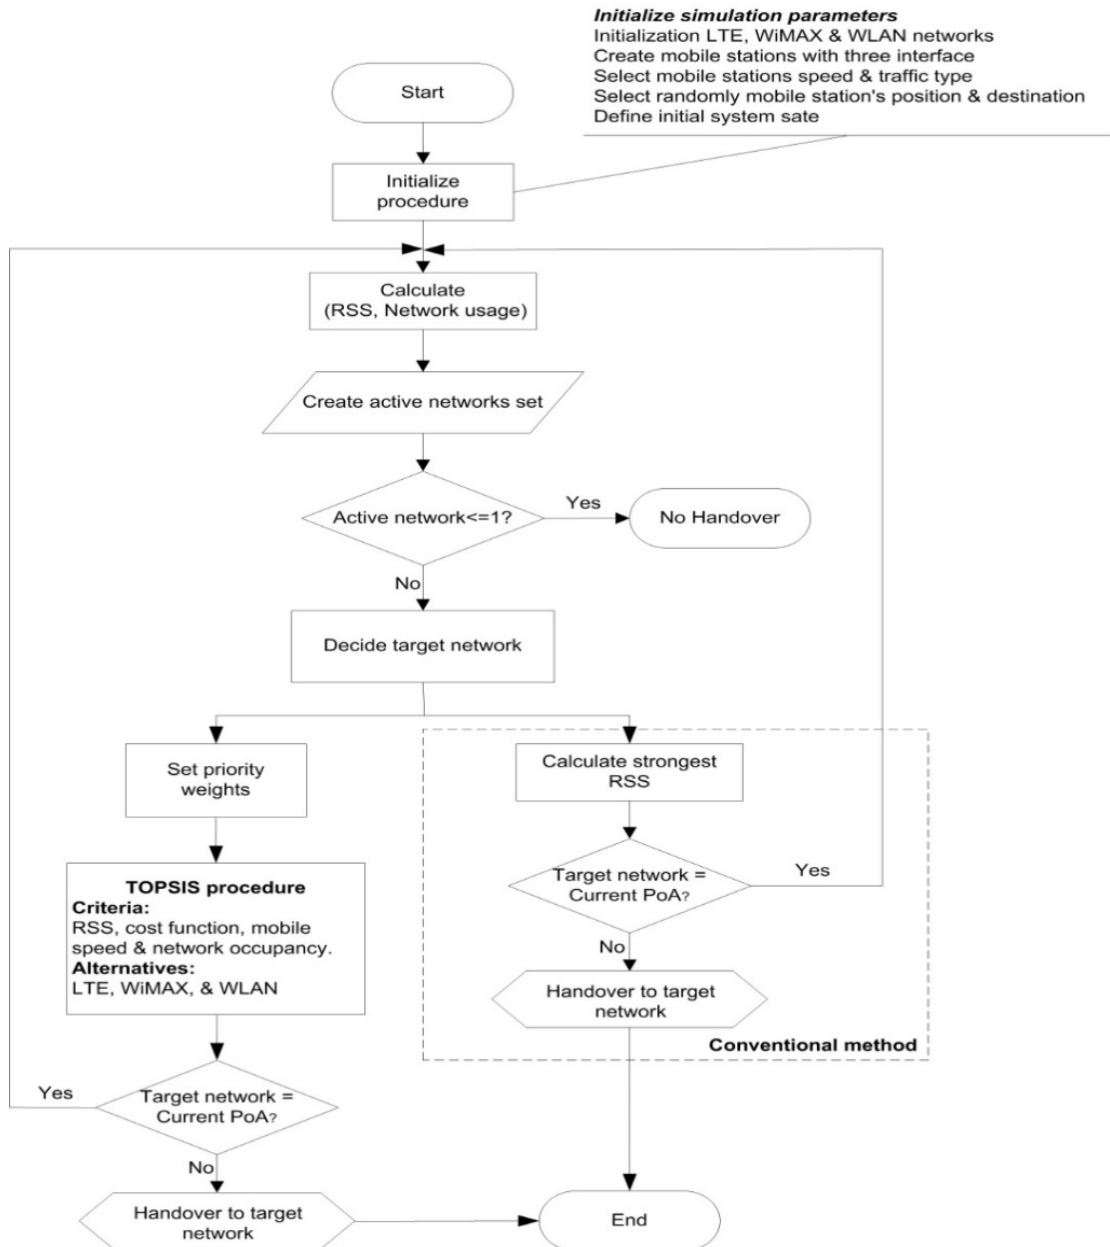 Initialize simulation parameters
Initialization LTE, WiMAX & WLAN networks
Create mobile stations with three interface
Select mobile stations speed & traffic type
Select randomly mobile station's position & destination
Define initial system sate
Start
Initialize
procedure
Calculate
(RSS, Network usage)
Create active networks set
Active network<=1?
Yes
No Handover
No
Decide target network
Set priority
weights
Calculate strongest
RSS
TOPSIS procedure
Criteria:
RSS, cost function, mobile
speed & network occupancy.
Alternatives:
LTE, WiMAX, & WLAN
Target network =
Current PoA?
Yes
No
Handover to target
network
Conventional method
Target network =
Current PoA?
Yes
No
Handover to target
network
End